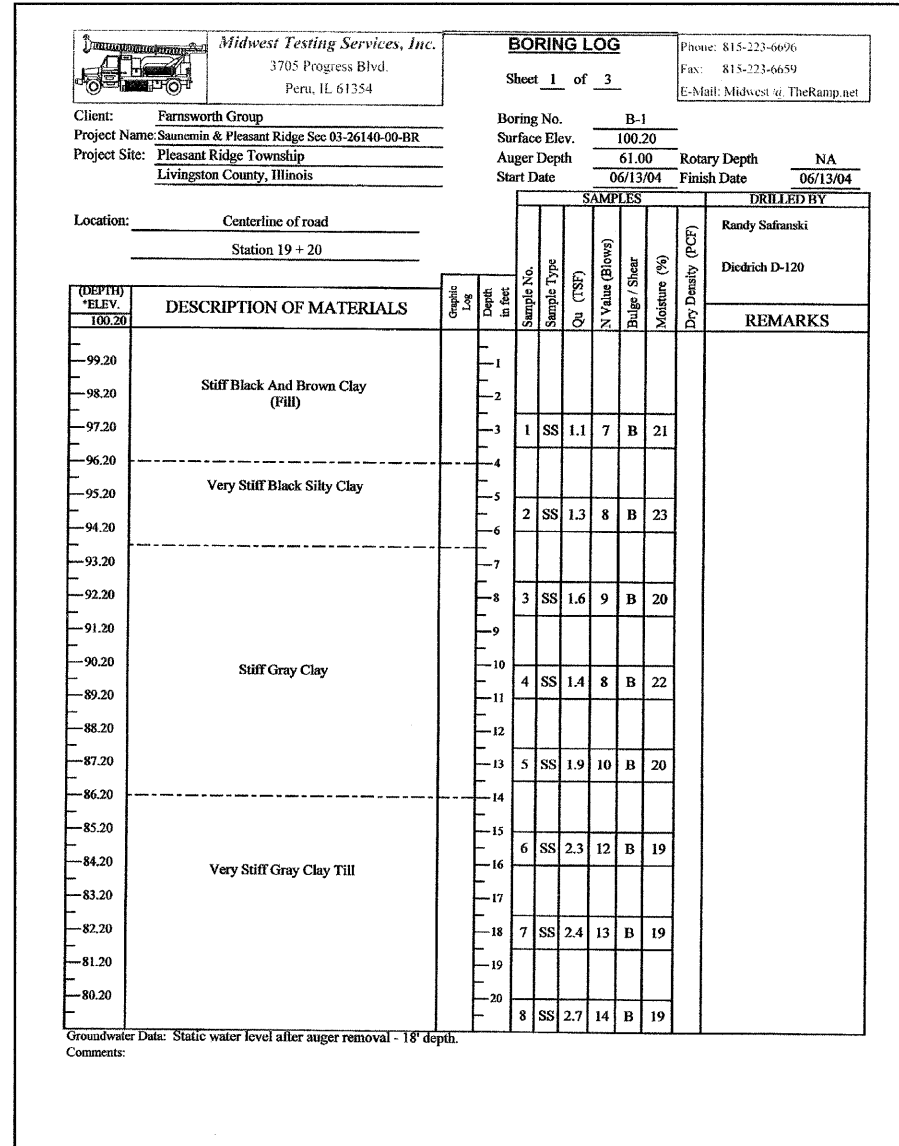 Midwest Testing Services, Inc.
3705 Progress Blvd.
Peru, IL 61354
BORING LOG
Sheet 1 of 3
Phone: 815-223-6696
Fax: 815-223-6659
E-Mail: Midwest @ TheRamp.net
Client: Farnsworth Group
Project Name: Saunemin & Pleasant Ridge Sec 03-26140-00-BR
Project Site: Pleasant Ridge Township
Livingston County, Illinois
Boring No. B-1
Surface Elev. 100.20
Auger Depth 61.00 Rotary Depth NA
Start Date 06/13/04 Finish Date 06/13/04
Location: Centerline of road
Station 19 + 20
SAMPLES
DRILLED BY
Randy Safranski
Diedrich D-120
(DEPTH)
*ELEV.
100.20
DESCRIPTION OF MATERIALS
Graphic Log
Depth in feet
Sample No.
Sample Type
Qu (TSF)
N Value (Blows)
Bulge / Shear
Moisture (%)
Dry Density (PCF)
REMARKS
99.20 1
Stiff Black And Brown Clay
(Fill)
98.20 2
97.20 3 1 SS 1.1 7 B 21
96.20 4
Very Stiff Black Silty Clay
95.20 5
2 SS 1.3 8 B 23
94.20 6
93.20 7
92.20 8 3 SS 1.6 9 B 20
91.20 9
90.20 10
Stiff Gray Clay
4 SS 1.4 8 B 22
89.20 11
88.20 12
87.20 13 5 SS 1.9 10 B 20
86.20 14
85.20 15
6 SS 2.3 12 B 19
84.20 16
Very Stiff Gray Clay Till
83.20 17
82.20 18 7 SS 2.4 13 B 19
81.20 19
80.20 20
8 SS 2.7 14 B 19
Groundwater Data: Static water level after auger removal - 18' depth.
Comments: